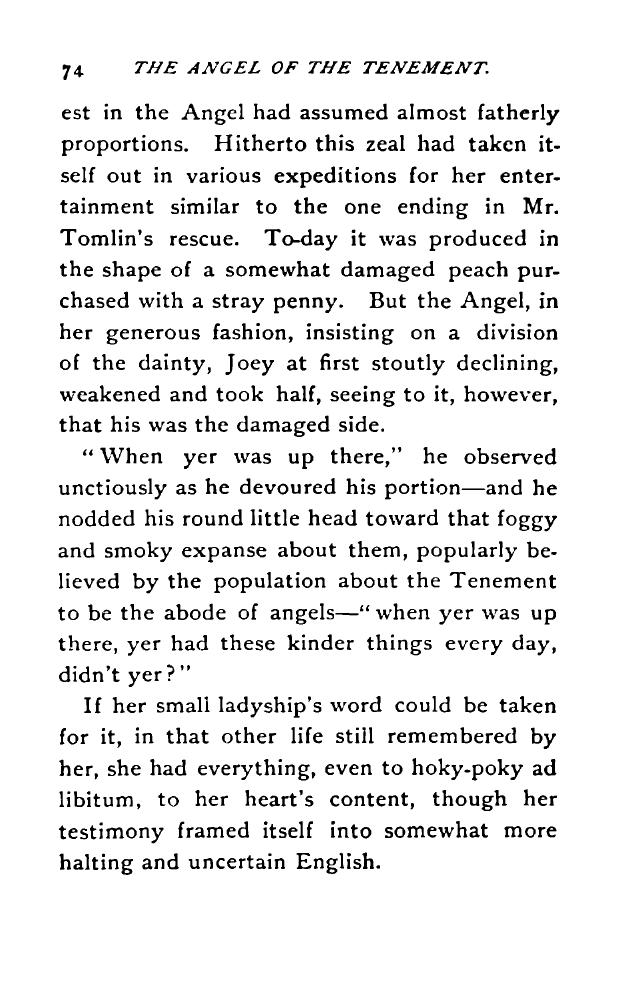 74 THE ANGEL OF THE TENEMENT.
est in the Angel had assumed almost fatherly
proportions. Hitherto this zeal had taken it-
self out in various expeditions for her enter-
tainment similar to the one ending in Mr.
Tomlin's rescue. To-day it was produced in
the shape of a somewhat damaged peach pur-
chased with a stray penny. But the Angel, in
her generous fashion, insisting on a division
of the dainty, Joey at first stoutly declining,
weakened and took half, seeing to it, however,
that his was the damaged side.
"When yer was up there," he observed
unctiously as he devoured his portion—and he
nodded his round little head toward that foggy
and smoky expanse about them, popularly be-
lieved by the population about the Tenement
to be the abode of angels—"when yer was up
there, yer had these kinder things every day,
didn't yer?"
If her small ladyship's word could be taken
for it, in that other life still remembered by
her, she had everything, even to hoky-poky ad
libitum, to her heart's content, though her
testimony framed itself into somewhat more
halting and uncertain English.